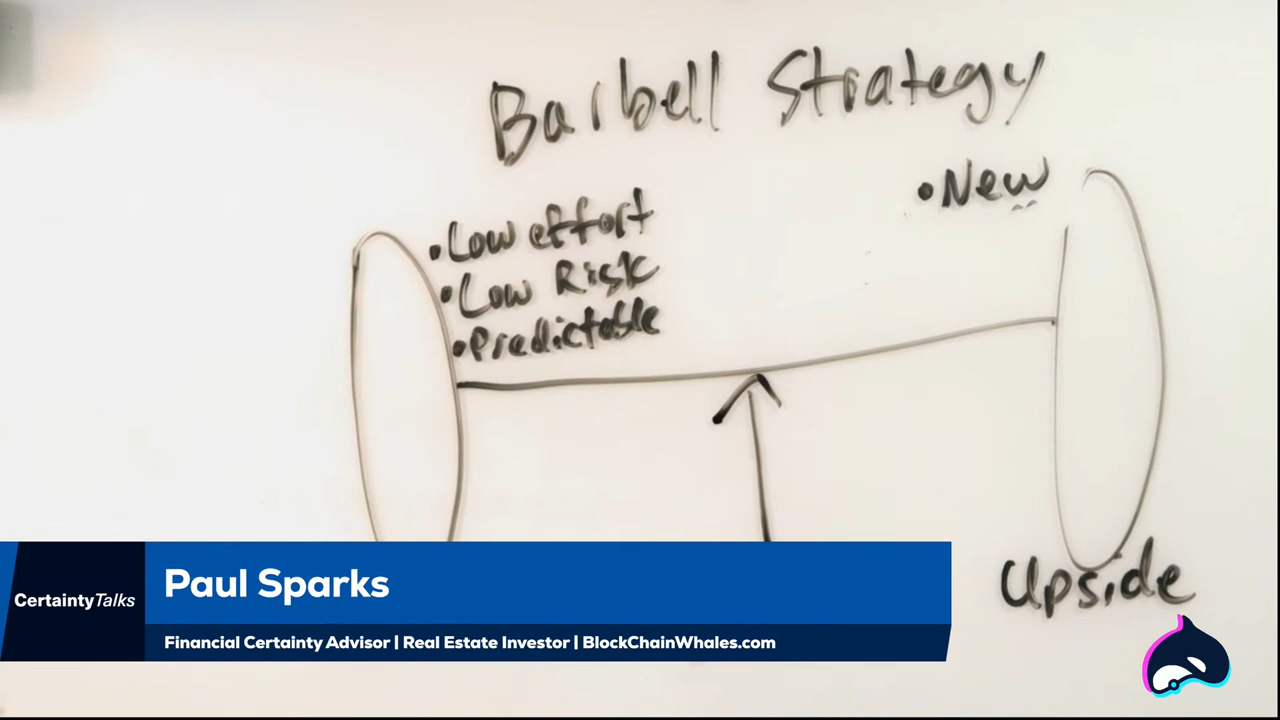 Barbell Strategy
•New
•Low effort
•Low Risk
•Predictable
Upside
CertaintyTalks
Paul Sparks
Financial Certainty Advisor | Real Estate Investor | BlockChainWhales.com